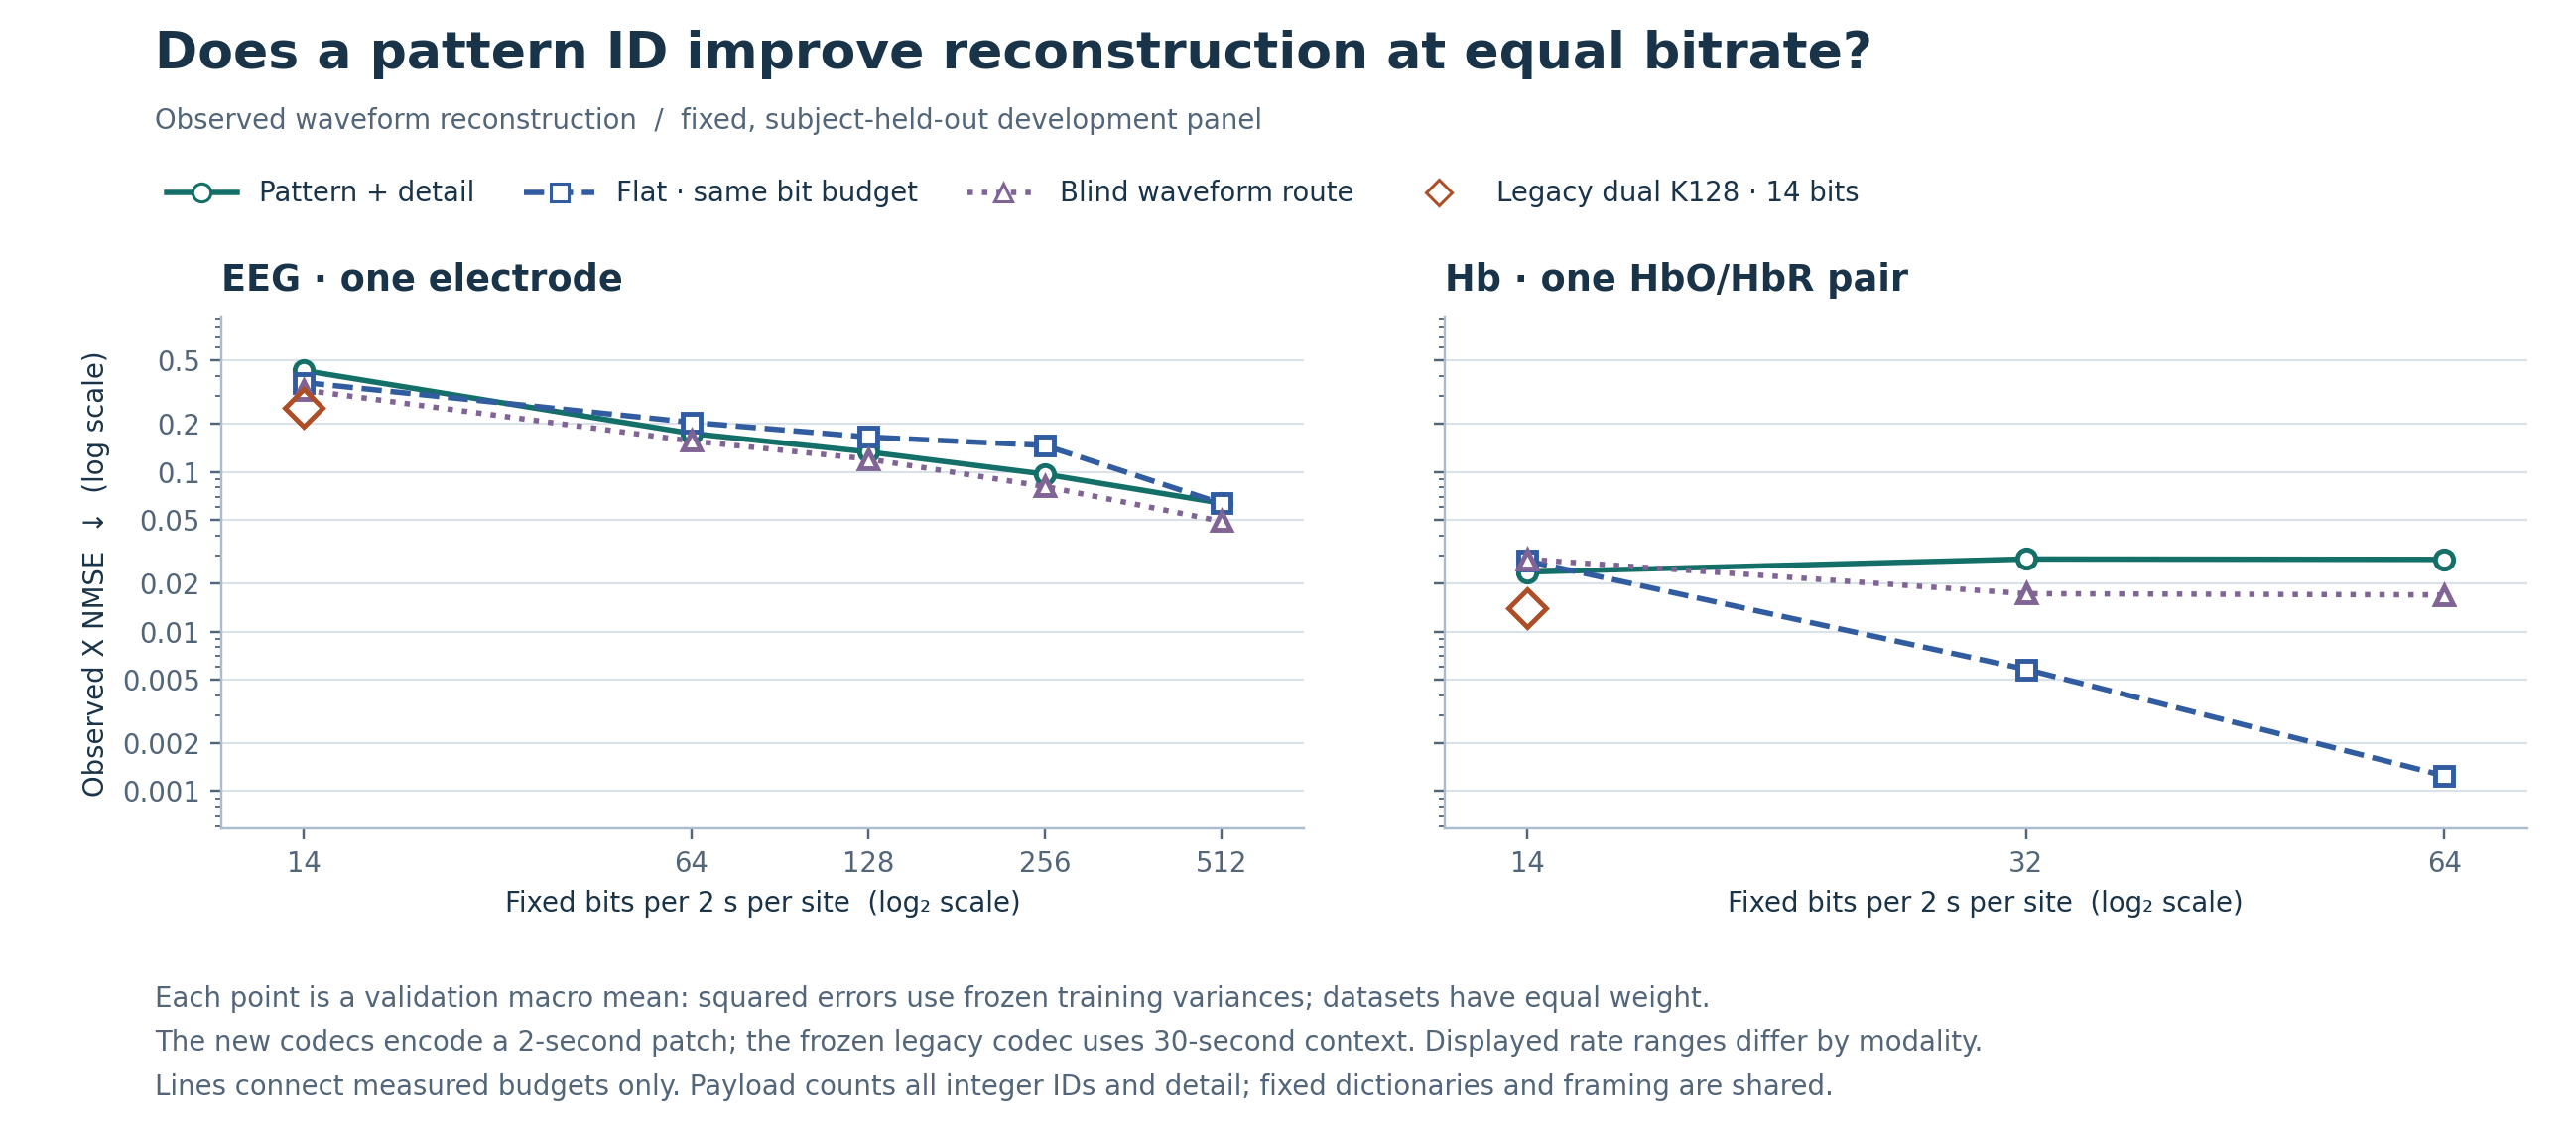 Does a pattern ID improve reconstruction at equal bitrate?
Observed waveform reconstruction / fixed, subject-held-out development panel
Pattern + detail
Flat · same bit budget
Blind waveform route
Legacy dual K128 · 14 bits
EEG · one electrode
Observed X NMSE ↓ (log scale)
0.5
0.2
0.1
0.05
0.02
0.01
0.005
0.002
0.001
14 64 128 256 512
Fixed bits per 2 s per site (log₂ scale)
Hb · one HbO/HbR pair
14 32 64
Fixed bits per 2 s per site (log₂ scale)
Each point is a validation macro mean: squared errors use frozen training variances; datasets have equal weight.
The new codecs encode a 2-second patch; the frozen legacy codec uses 30-second context. Displayed rate ranges differ by modality.
Lines connect measured budgets only. Payload counts all integer IDs and detail; fixed dictionaries and framing are shared.